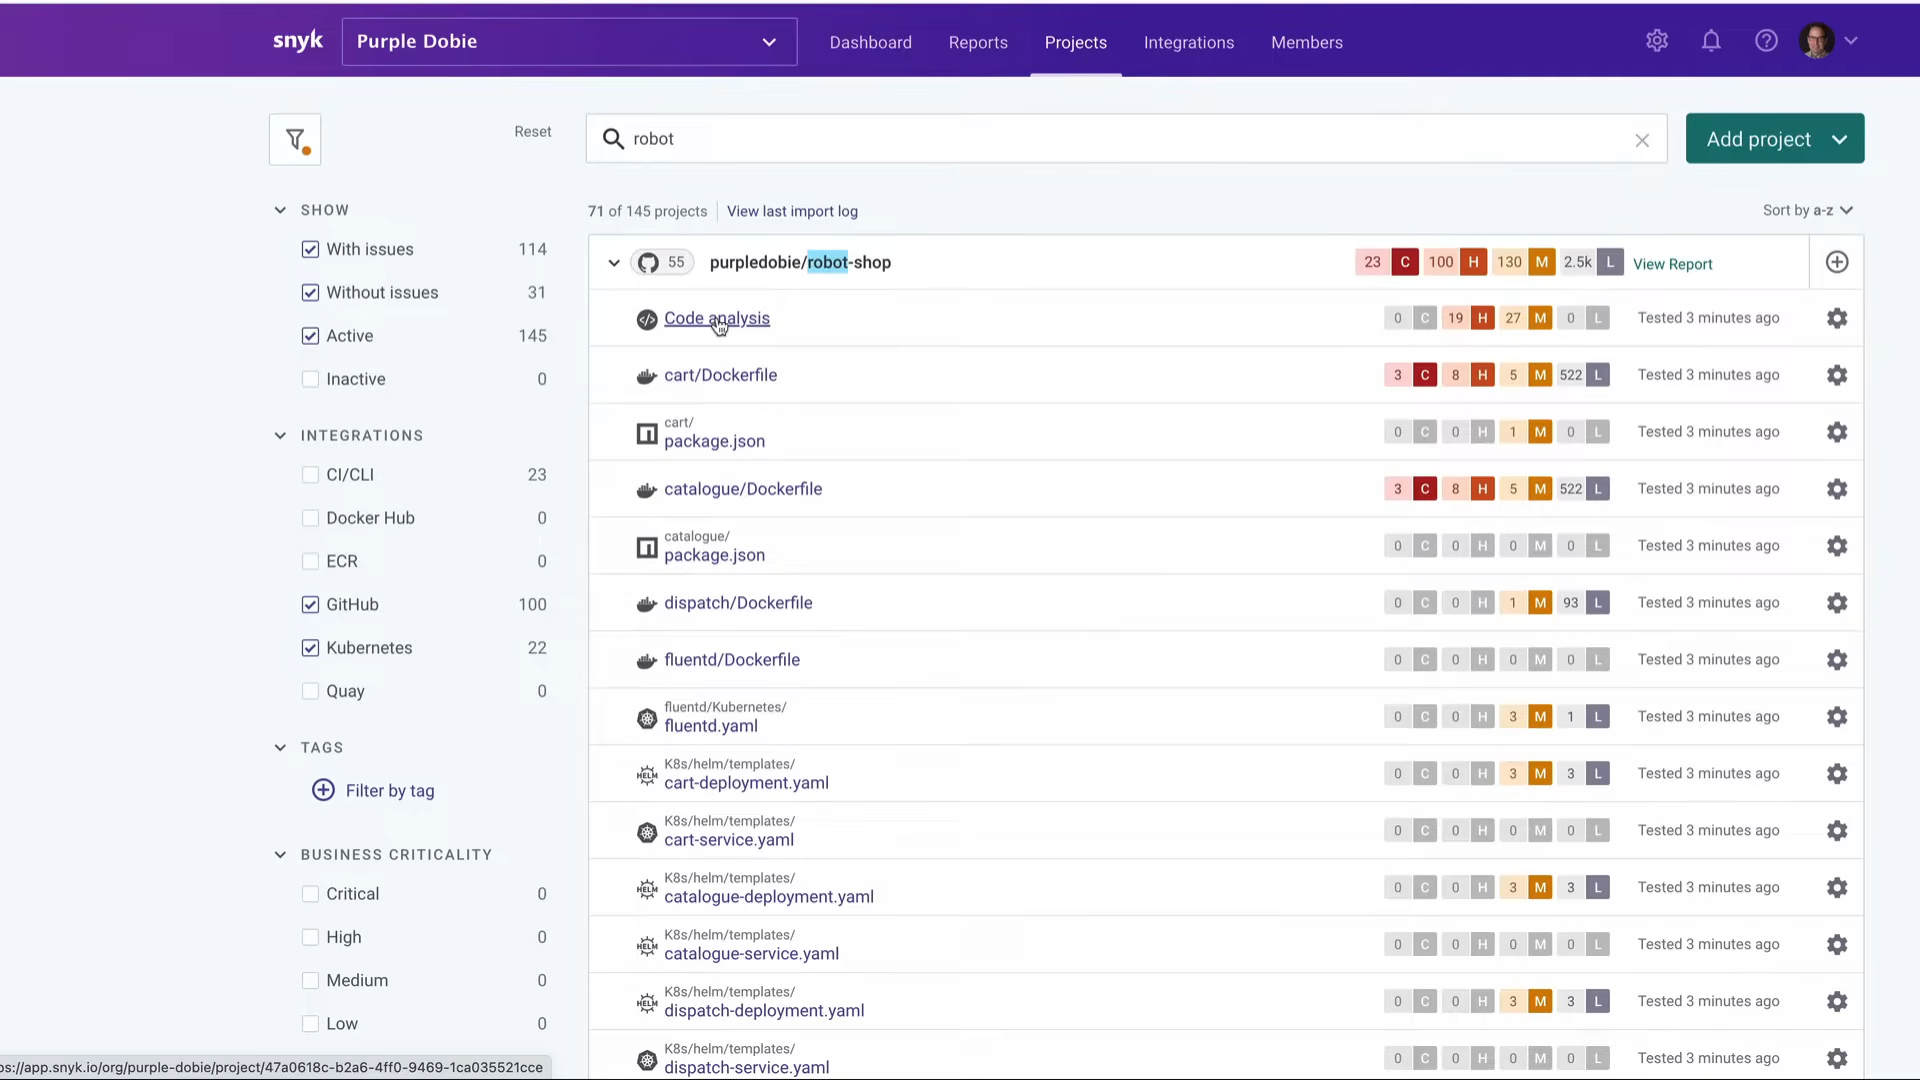 snyk Purple Dobie Dashboard Reports Projects Integrations Members
Reset robot Add project
SHOW 71 of 145 projects View last import log Sort by a-z
With issues 114
Without issues 31
Active 145
Inactive 0
INTEGRATIONS
CI/CLI 23
Docker Hub 0
ECR 0
GitHub 100
Kubernetes 22
Quay 0
TAGS
Filter by tag
BUSINESS CRITICALITY
Critical 0
High 0
Medium 0
Low 0
55 purpledobie/robot-shop 23 C 100 H 130 M 2.5k L View Report
Code analysis 0 C 19 H 27 M 0 L Tested 3 minutes ago
cart/Dockerfile 3 C 8 H 5 M 522 L Tested 3 minutes ago
cart/
package.json 0 C 0 H 1 M 0 L Tested 3 minutes ago
catalogue/Dockerfile 3 C 8 H 5 M 522 L Tested 3 minutes ago
catalogue/
package.json 0 C 0 H 0 M 0 L Tested 3 minutes ago
dispatch/Dockerfile 0 C 0 H 1 M 93 L Tested 3 minutes ago
fluentd/Dockerfile 0 C 0 H 0 M 0 L Tested 3 minutes ago
fluentd/Kubernetes/
fluentd.yaml 0 C 0 H 3 M 1 L Tested 3 minutes ago
HELM K8s/helm/templates/
cart-deployment.yaml 0 C 0 H 3 M 3 L Tested 3 minutes ago
K8s/helm/templates/
cart-service.yaml 0 C 0 H 0 M 0 L Tested 3 minutes ago
HELM K8s/helm/templates/
catalogue-deployment.yaml 0 C 0 H 3 M 3 L Tested 3 minutes ago
HELM K8s/helm/templates/
catalogue-service.yaml 0 C 0 H 0 M 0 L Tested 3 minutes ago
HELM K8s/helm/templates/
dispatch-deployment.yaml 0 C 0 H 3 M 3 L Tested 3 minutes ago
K8s/helm/templates/
dispatch-service.yaml 0 C 0 H 0 M 0 L Tested 3 minutes ago
ps://app.snyk.io/org/purple-dobie/project/47a0618c-b2a6-4ff0-9469-1ca035521cce